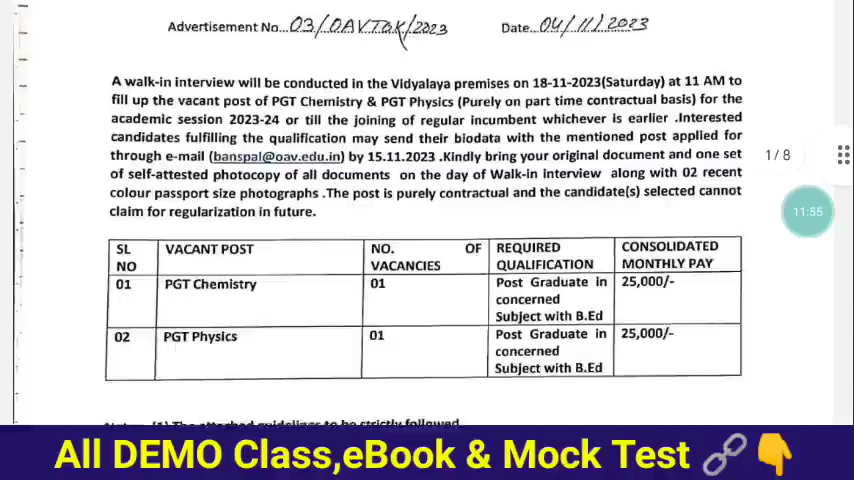 Advertisement No...03/OAVTBK/2023 Date..04/11/2023
A walk-in interview will be conducted in the Vidyalaya premises on 18-11-2023(Saturday) at 11 AM to
fill up the vacant post of PGT Chemistry & PGT Physics (Purely on part time contractual basis) for the
academic session 2023-24 or till the joining of regular incumbent whichever is earlier .Interested
candidates fulfilling the qualification may send their biodata with the mentioned post applied for
through e-mail (banspal@oav.edu.in) by 15.11.2023 .Kindly bring your original document and one set
of self-attested photocopy of all documents on the day of Walk-in interview along with 02 recent
colour passport size photographs .The post is purely contractual and the candidate(s) selected cannot
claim for regularization in future.
1/8
11:55
SL NO VACANT POST NO. OF VACANCIES REQUIRED QUALIFICATION CONSOLIDATED MONTHLY PAY
01 PGT Chemistry 01 Post Graduate in concerned Subject with B.Ed 25,000/-
02 PGT Physics 01 Post Graduate in concerned Subject with B.Ed 25,000/-
(1) The attached guidelines to be strictly followed.
All DEMO Class,eBook & Mock Test